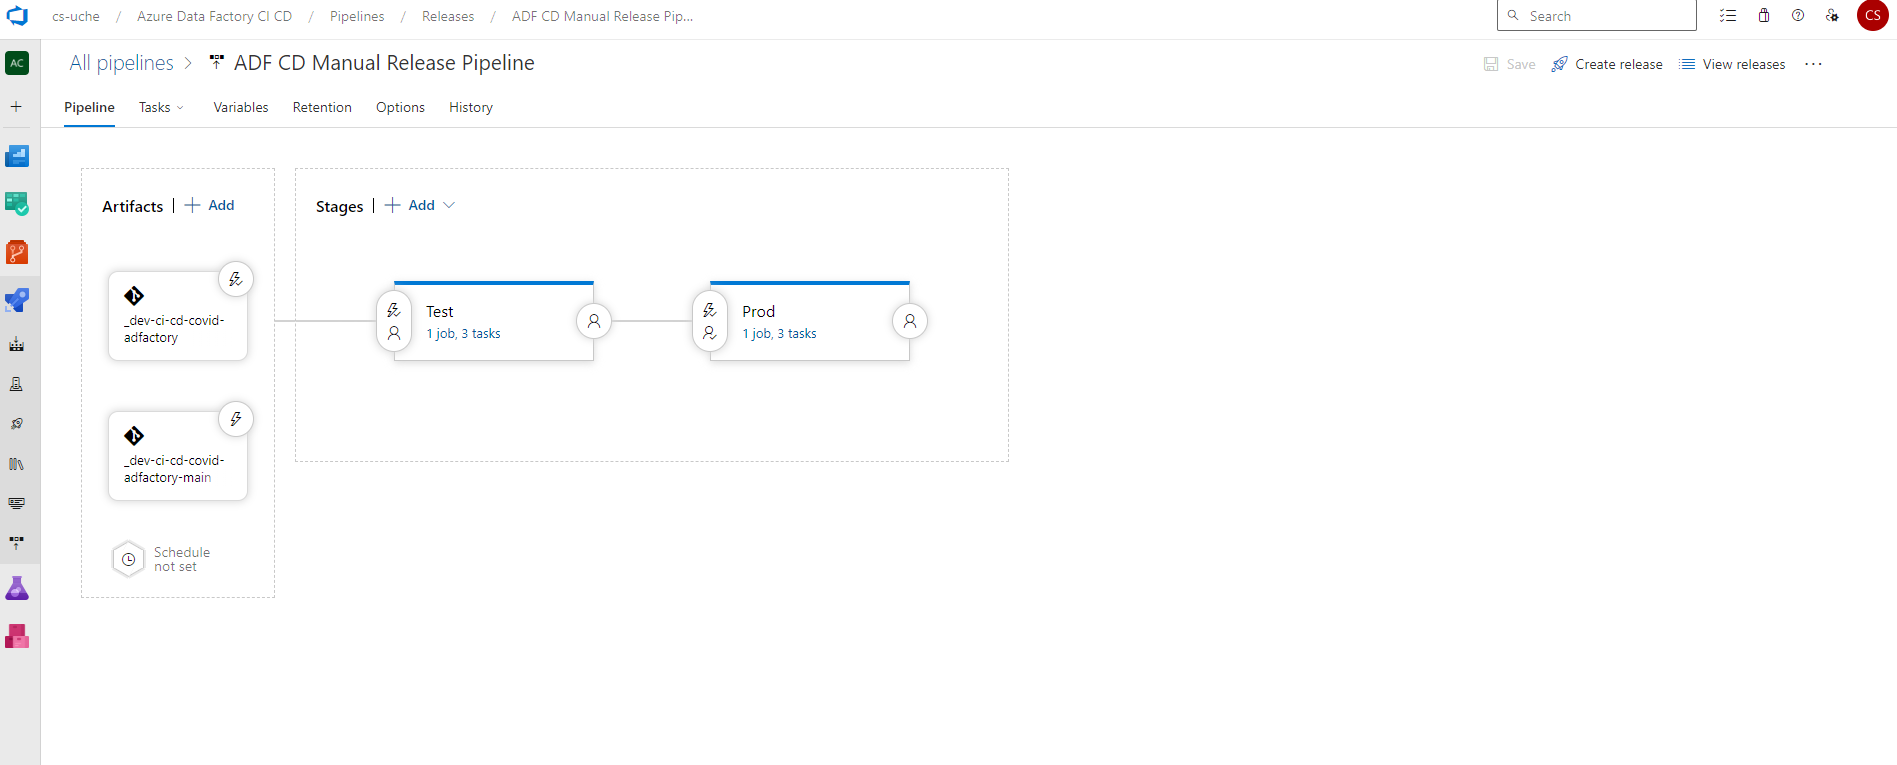 cs-uche / Azure Data Factory CI CD / Pipelines / Releases / ADF CD Manual Release Pip...
Search
CS
AC
All pipelines > ADF CD Manual Release Pipeline
Save
Create release
View releases
Pipeline
Tasks
Variables
Retention
Options
History
Artifacts | + Add
Stages | + Add
_dev-ci-cd-covid-
adfactory
Test
1 job, 3 tasks
Prod
1 job, 3 tasks
_dev-ci-cd-covid-
adfactory-main
Schedule
not set